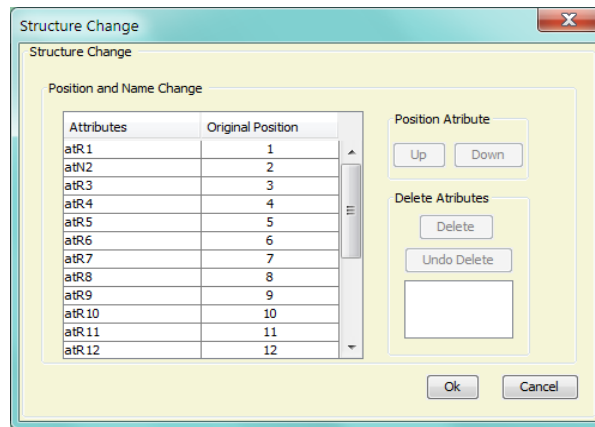 Structure Change
Structure Change
Position and Name Change
Attributes Original Position
atR1 1
atN2 2
atR3 3
atR4 4
atR5 5
atR6 6
atR7 7
atR8 8
atR9 9
atR10 10
atR11 11
atR12 12
Position Atribute
Up Down
Delete Atributes
Delete
Undo Delete
Ok Cancel